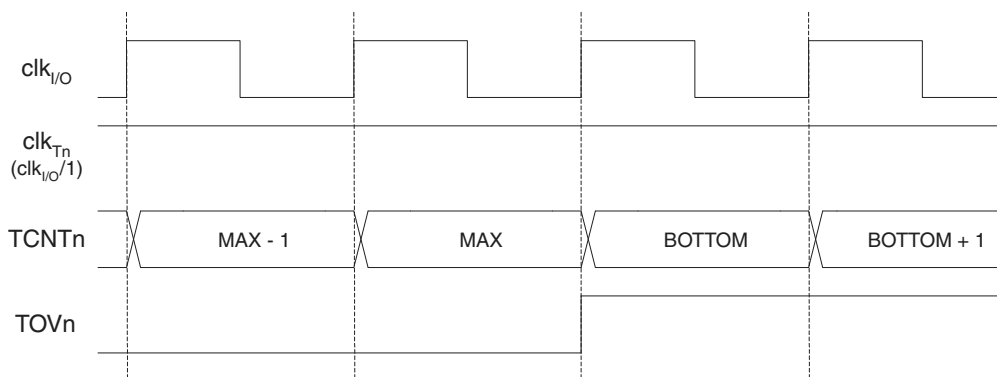 clkI/O
clkTn
(clkI/O/1)
TCNTn
MAX - 1
MAX
BOTTOM
BOTTOM + 1
TOVn